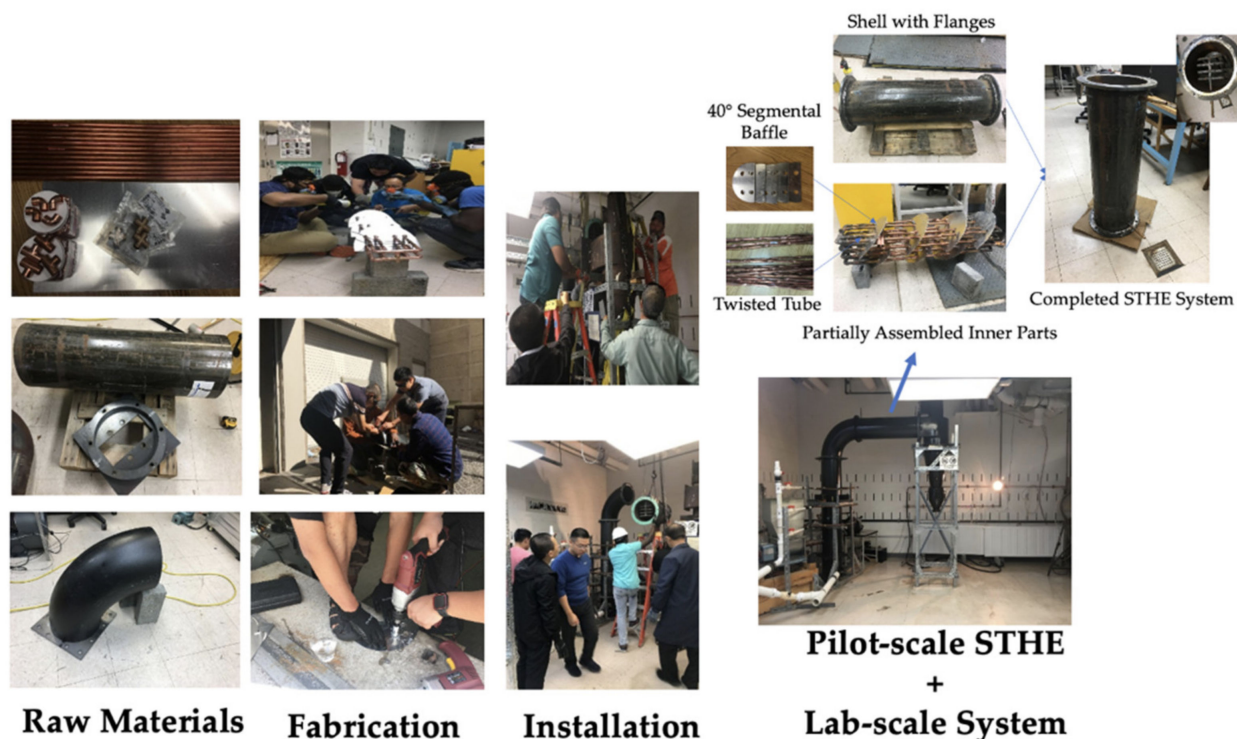 Shell with Flanges
40° Segmental
Baffle
Twisted Tube
Completed STHE System
Partially Assembled Inner Parts
Pilot-scale STHE
+
Lab-scale System
Raw Materials
Fabrication
Installation